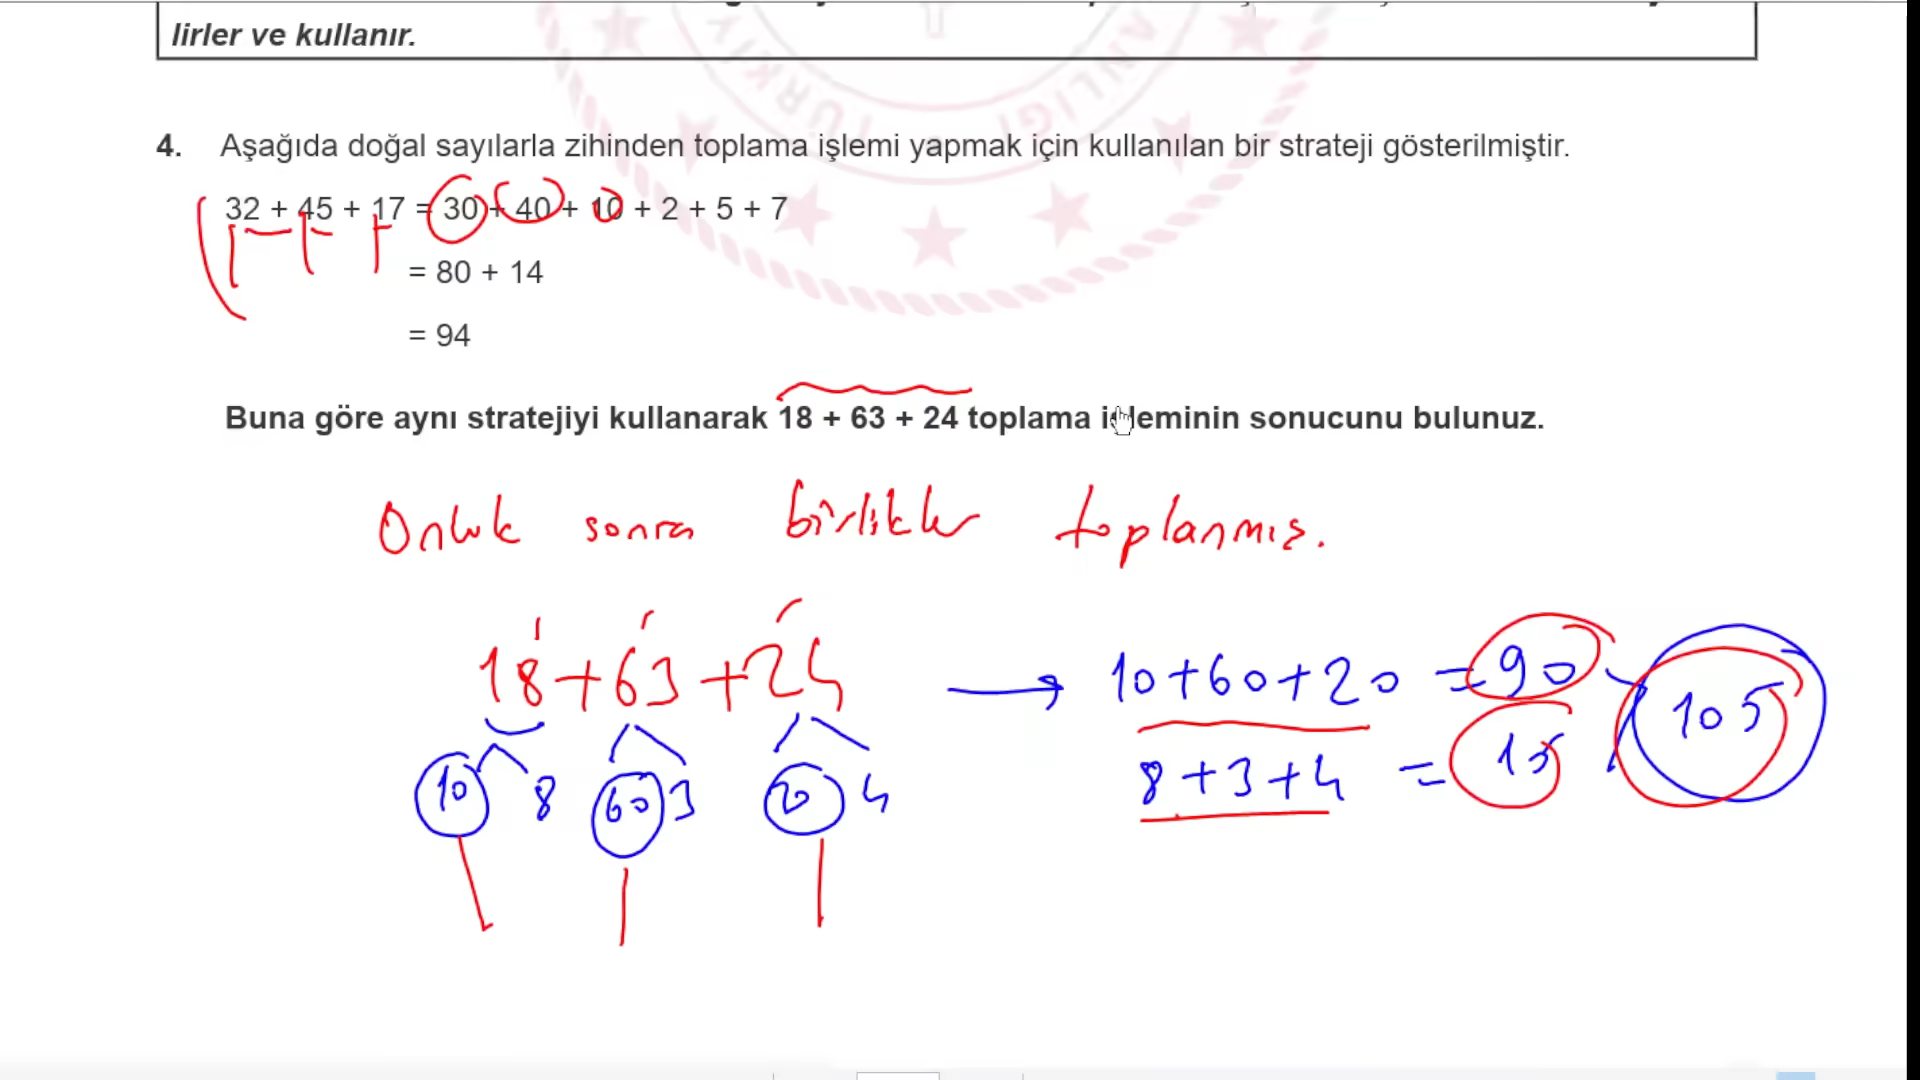 lirler ve kullanır.
4. Aşağıda doğal sayılarla zihinden toplama işlemi yapmak için kullanılan bir strateji gösterilmiştir.
32 + 45 + 17 = 30 + 40 + 10 + 2 + 5 + 7
= 80 + 14
= 94
Buna göre aynı stratejiyi kullanarak 18 + 63 + 24 toplama işleminin sonucunu bulunuz.
Onluk sonra birlikler toplanmış.
18+63+24 → 10+60+20 = 90
105
10 8 60 3 20 4
8+3+4 = 15